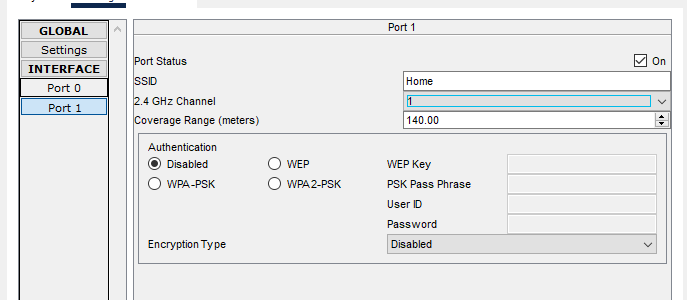 GLOBAL
Settings
INTERFACE
Port 0
Port 1
Port 1
Port Status
On
SSID
Home
2.4 GHz Channel
1
Coverage Range (meters)
140.00
Authentication
Disabled
WEP
WEP Key
WPA-PSK
WPA2-PSK
PSK Pass Phrase
User ID
Password
Encryption Type
Disabled